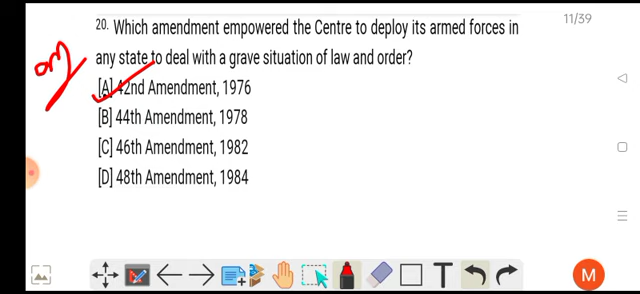 11/39
20. Which amendment empowered the Centre to deploy its armed forces in
any state to deal with a grave situation of law and order?
[A] 42nd Amendment, 1976
[B] 44th Amendment, 1978
[C] 46th Amendment, 1982
[D] 48th Amendment, 1984
T
M